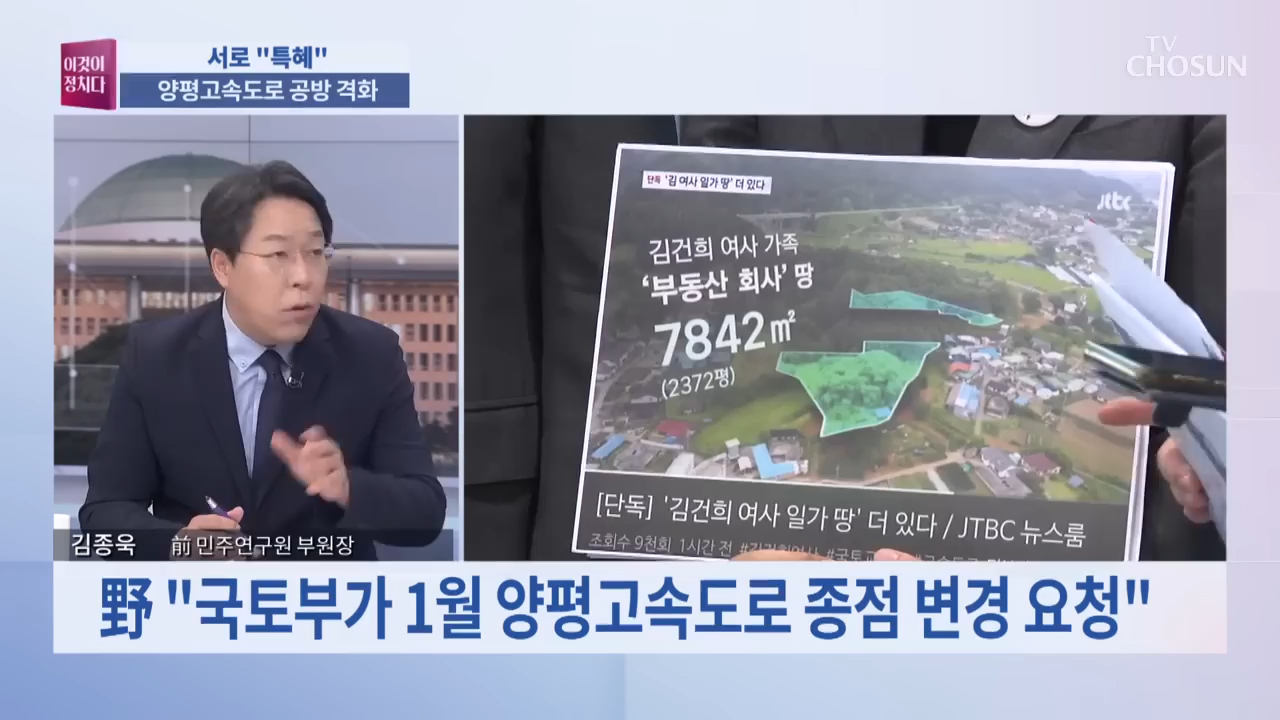 이것이
정치다
서로 "특혜"
양평고속도로 공방 격화
TV
CHOSUN
단독 '김 여사 일가 땅' 더 있다
jtbc
김건희 여사 가족
'부동산 회사' 땅
7842㎡
(2372평)
[단독] '김건희 여사 일가 땅' 더 있다 / JTBC 뉴스룸
조회수 9천회 1시간 전 #김건희여사
김종욱 前 민주연구원 부원장
野 "국토부가 1월 양평고속도로 종점 변경 요청"